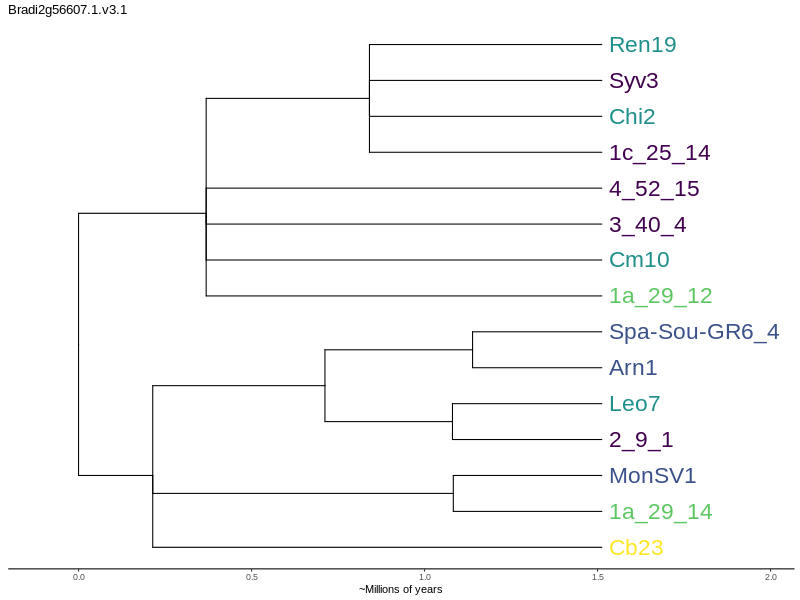 Bradi2g56607.1.v3.1
Ren19
Syv3
Chi2
1c_25_14
4_52_15
3_40_4
Cm10
1a_29_12
Spa-Sou-GR6_4
Arn1
Leo7
2_9_1
MonSV1
1a_29_14
Cb23
0.0 0.5 1.0 1.5 2.0
~Millions of years